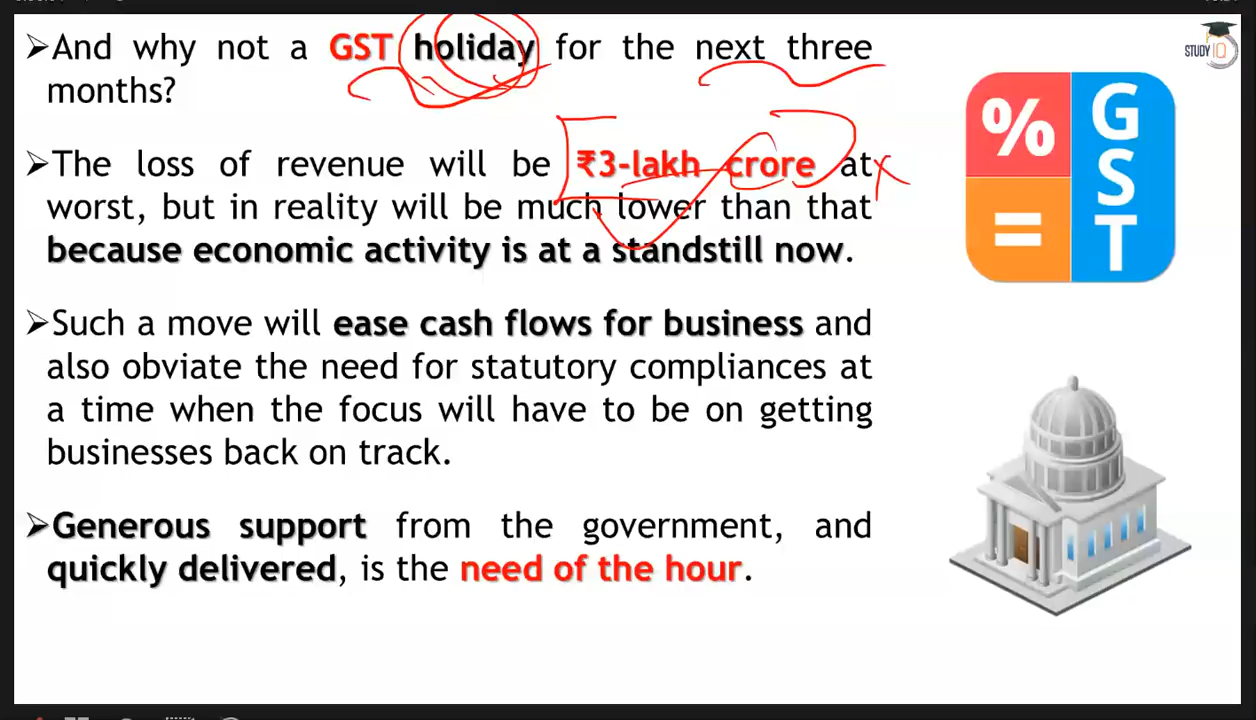 ➢And why not a GST holiday for the next three
months?
➢The loss of revenue will be ₹3-lakh crore at
worst, but in reality will be much lower than that
because economic activity is at a standstill now.
➢Such a move will ease cash flows for business and
also obviate the need for statutory compliances at
a time when the focus will have to be on getting
businesses back on track.
➢Generous support from the government, and
quickly delivered, is the need of the hour.
STUDY IQ
% G
S
= T